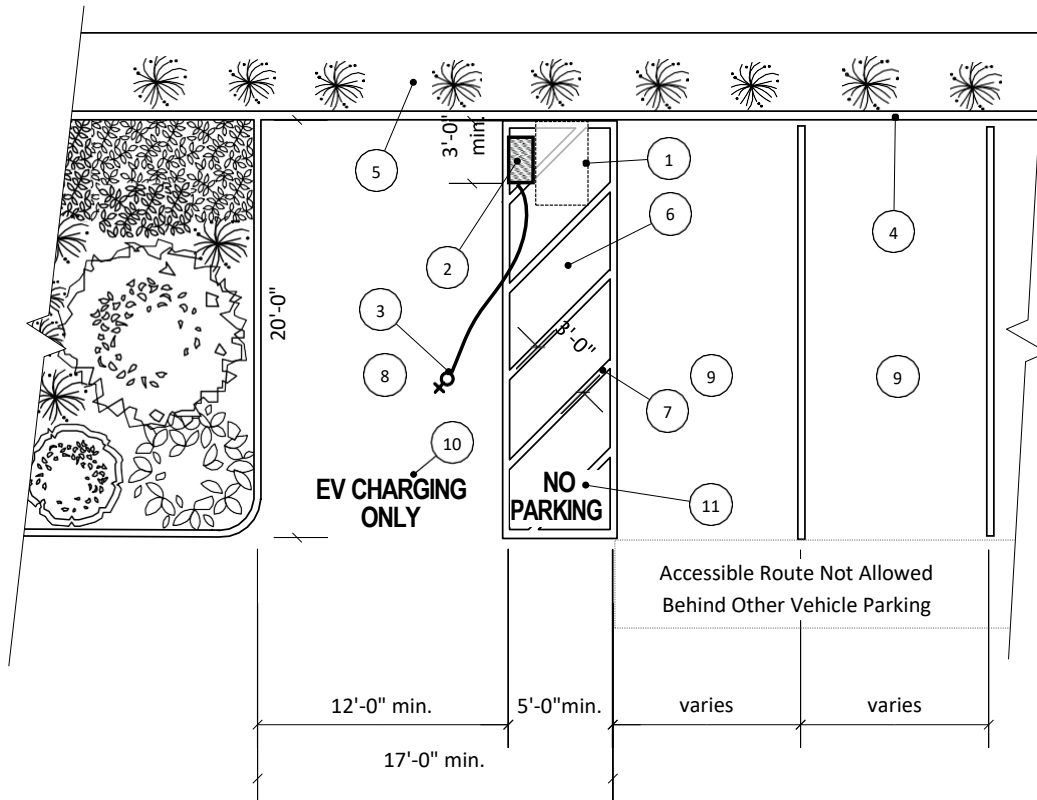 3'-0"
min.
1
5
6
4
2
20'-0"
3
3'-0"
8
9
9
7
10
EV CHARGING
ONLY
NO
PARKING
11
Accessible Route Not Allowed
Behind Other Vehicle Parking
12'-0" min.
5'-0"min.
varies
varies
17'-0" min.